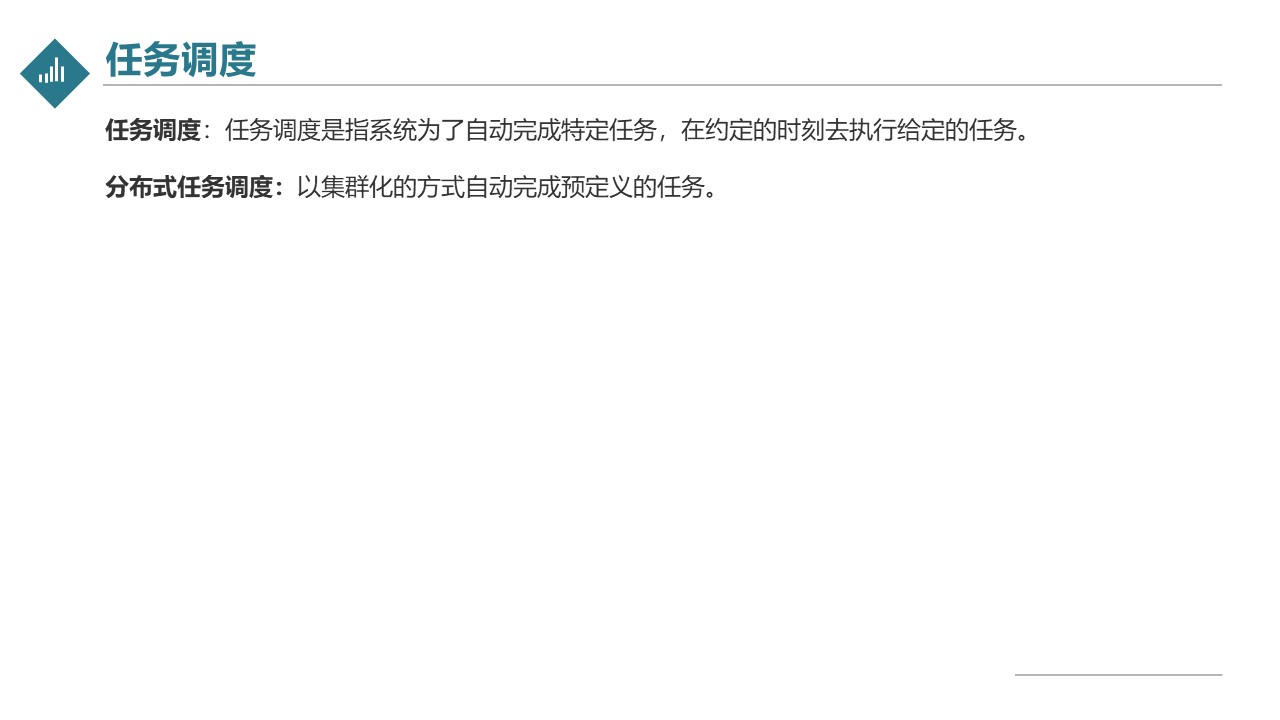 任务调度
任务调度：任务调度是指系统为了自动完成特定任务，在约定的时刻去执行给定的任务。
分布式任务调度：以集群化的方式自动完成预定义的任务。